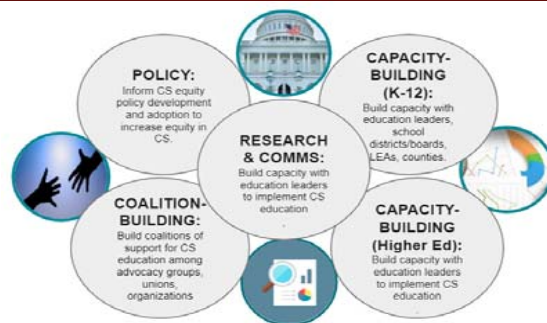 POLICY:
Inform CS equity
policy development
and adoption to
increase equity in
CS.
CAPACITY-
BUILDING
(K-12):
Build capacity with
education leaders,
school
districts/boards,
LEAs, counties.
RESEARCH
& COMMS:
Build capacity with
education leaders
to implement CS
education
.
COALITION-
BUILDING:
Build coalitions of
support for CS
education among
advocacy groups,
unions,
organizations
CAPACITY-
BUILDING
(Higher Ed):
Build capacity with
education leaders
to implement CS
education
.